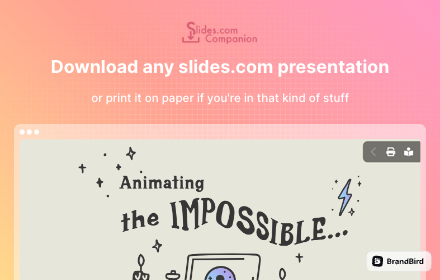 Slides.com
Companion
Download any slides.com presentation
or print it on paper if you're in that kind of stuff
Animating
the IMPOSSIBLE...
BrandBird